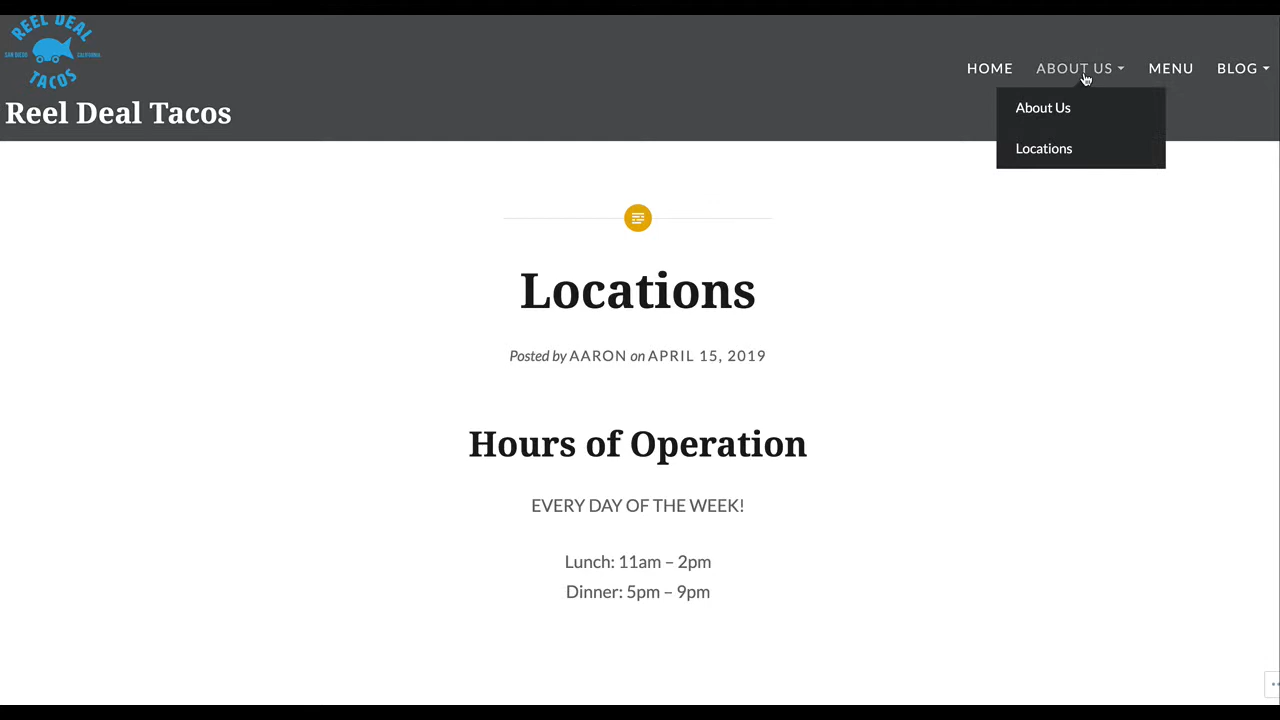 REEL DEAL
SAN DIEGO CALIFORNIA
TACOS
Reel Deal Tacos
HOME ABOUT US MENU BLOG
About Us
Locations
Locations
Posted by AARON on APRIL 15, 2019
Hours of Operation
EVERY DAY OF THE WEEK!
Lunch: 11am – 2pm
Dinner: 5pm – 9pm